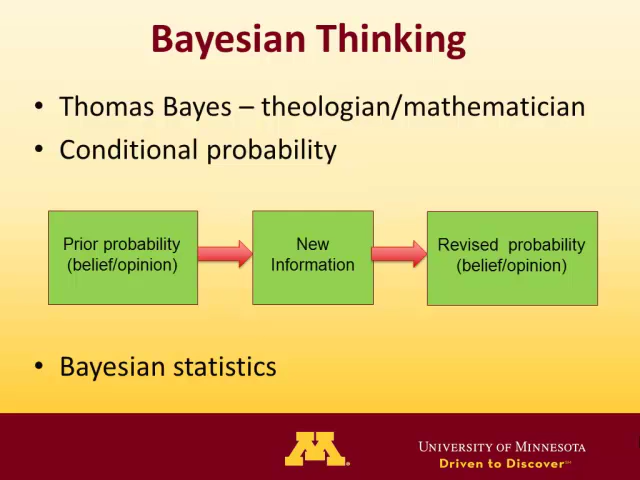 Bayesian Thinking
• Thomas Bayes – theologian/mathematician
• Conditional probability
Prior probability
(belief/opinion)
New
Information
Revised probability
(belief/opinion)
• Bayesian statistics
M
UNIVERSITY OF MINNESOTA
Driven to Discover℠